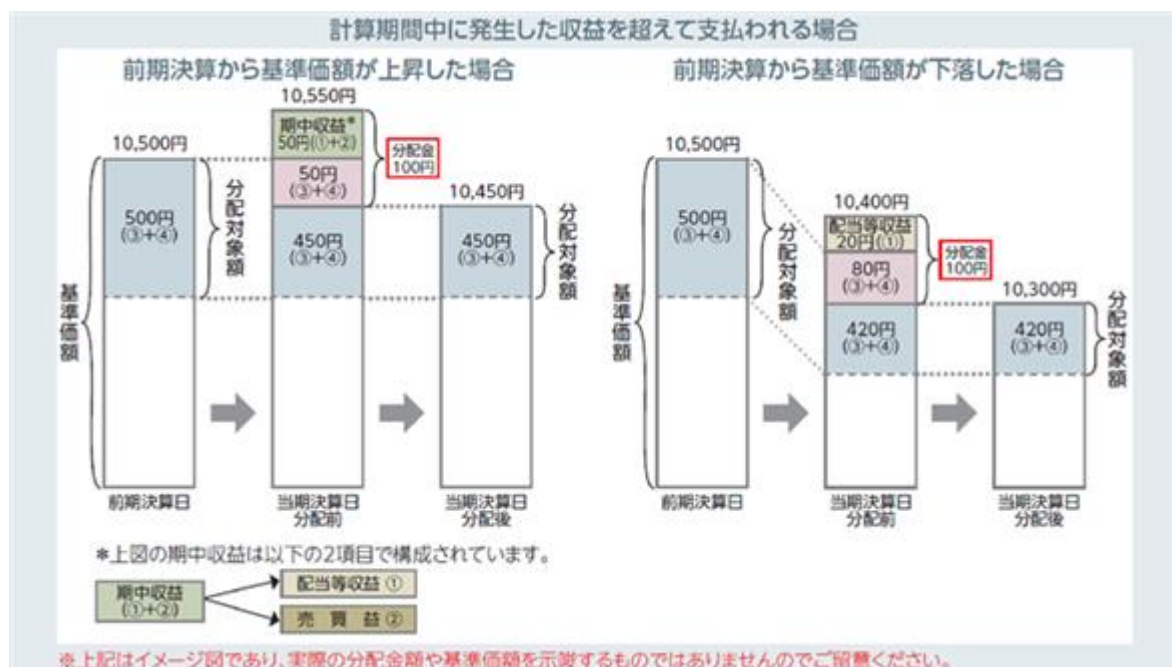 計算期間中に発生した収益を超えて支払われる場合
前期決算から基準価額が上昇した場合
10,550円
10,500円
期中収益*
50円(①+②)
分配金
100円
50円
(③+④)
10,450円
500円
(③+④)
分配対象額
450円
(③+④)
450円
(③+④)
分配対象額
基準価額
前期決算日
当期決算日
分配前
当期決算日
分配後
前期決算から基準価額が下落した場合
10,500円
10,400円
500円
(③+④)
分配対象額
配当等収益
20円(①)
分配金
100円
80円
(③+④)
10,300円
420円
(③+④)
420円
(③+④)
分配対象額
基準価額
前期決算日
当期決算日
分配前
当期決算日
分配後
*上図の期中収益は以下の2項目で構成されています。
期中収益
(①+②)
配当等収益 ①
売 買 益 ②
※上記はイメージ図であり、実際の分配金額や基準価額を示唆するものではありませんのでご留意ください。